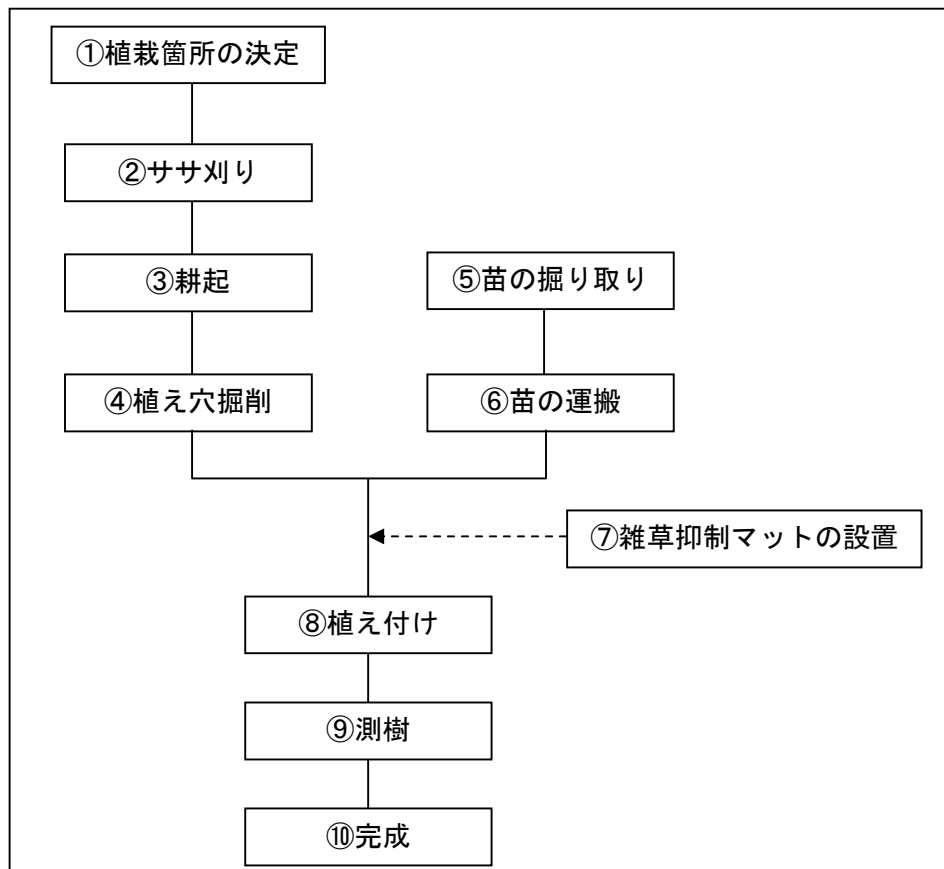 ①植栽箇所の決定
②ササ刈り
③耕起
④植え穴掘削
⑤苗の掘り取り
⑥苗の運搬
⑦雑草抑制マットの設置
⑧植え付け
⑨測樹
⑩完成